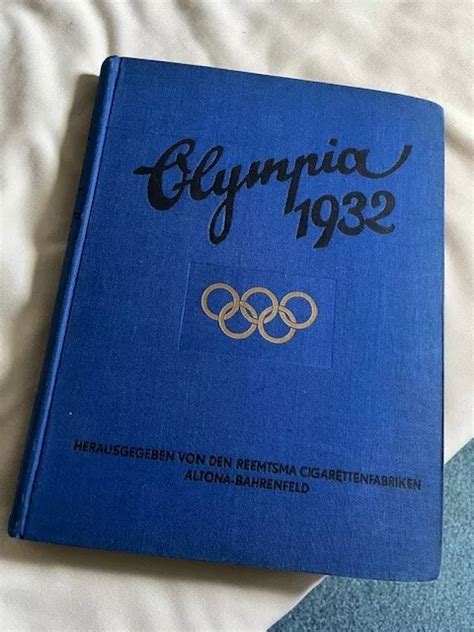 Olympia
1932
HERAUSGEGEBEN VON DEN REEMTSMA CIGARETTENFABRIKEN
ALTONA-BAHRENFELD